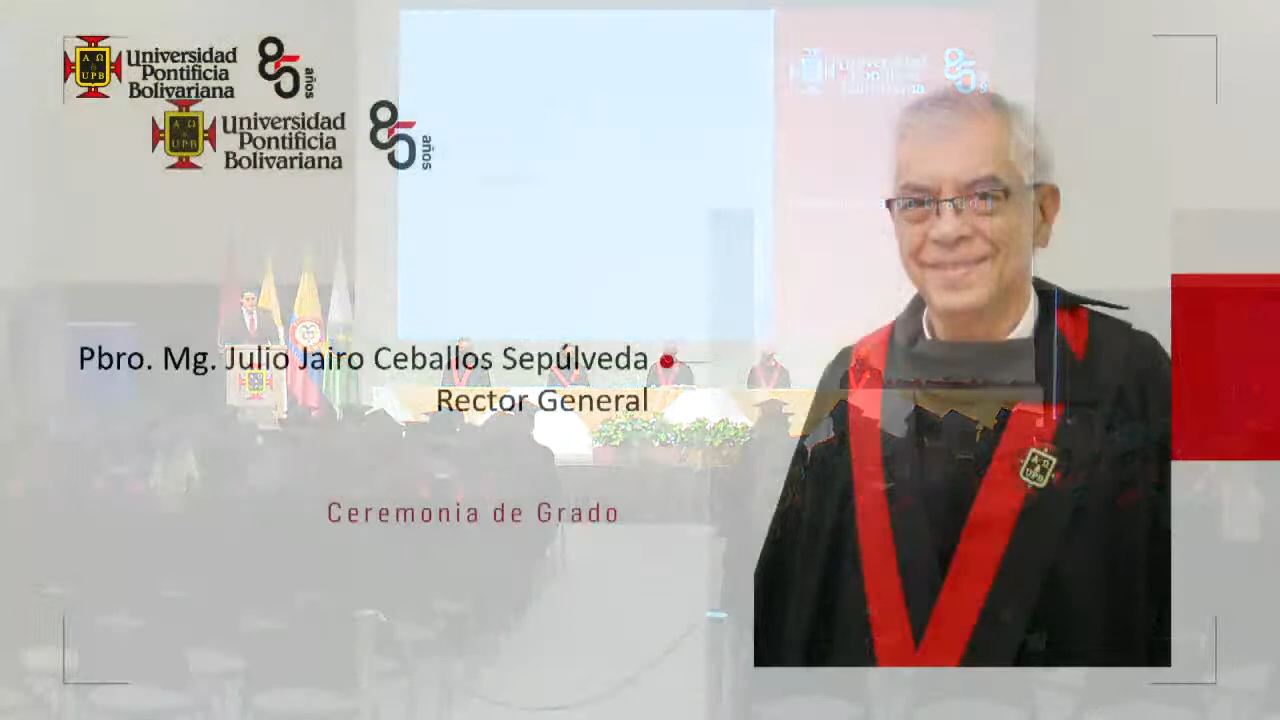 Universidad
Pontificia
Bolivariana
85
años
Universidad
Pontificia
Bolivariana
85
años
Pbro. Mg. Julio Jairo Ceballos Sepúlveda
Rector General
Ceremonia de Grado
A Ω
UPB